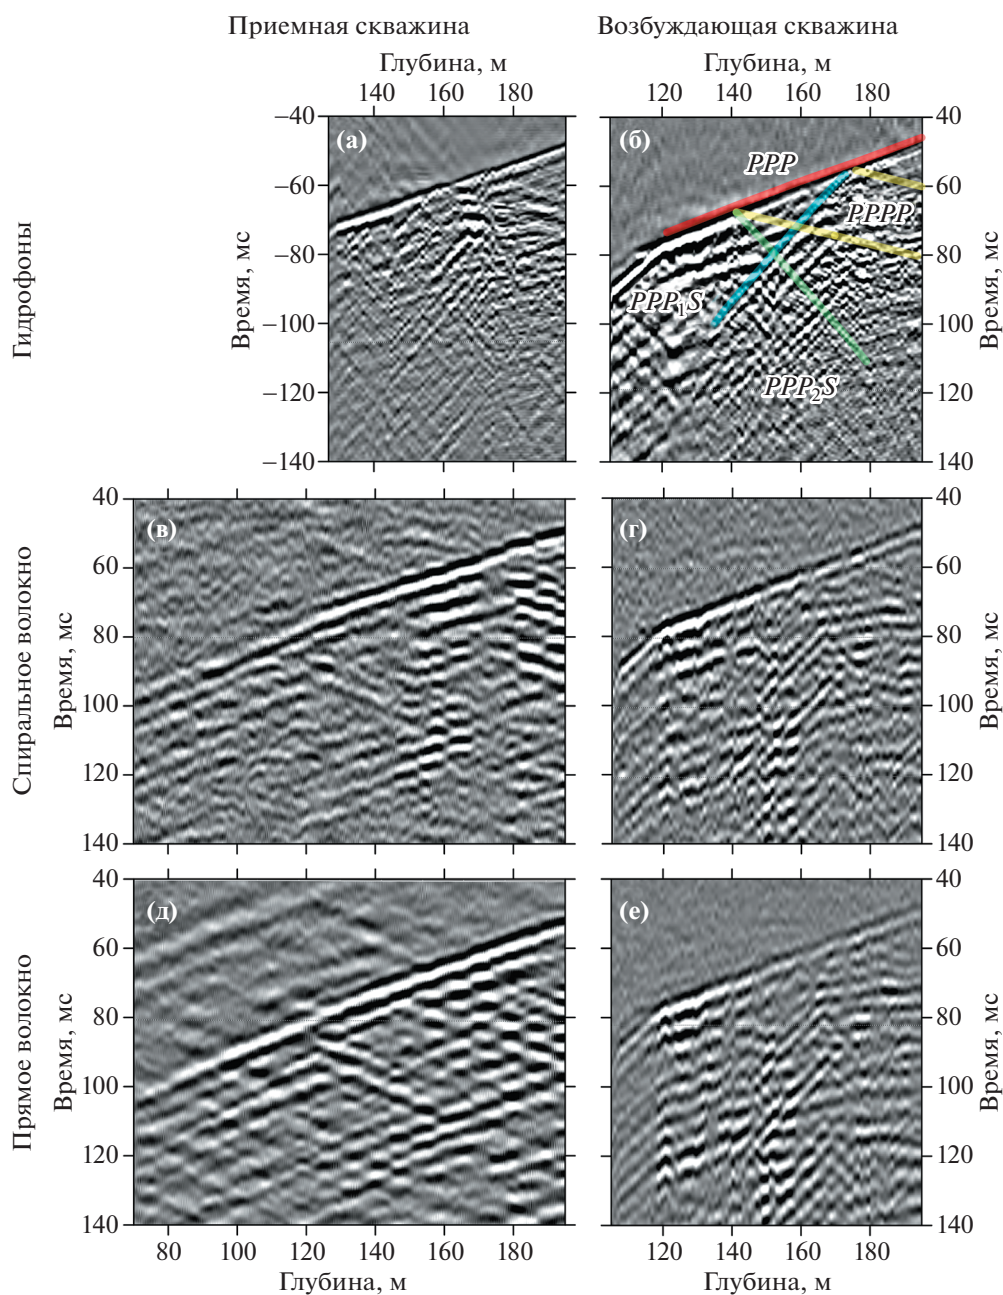 Приемная скважина
Возбуждающая скважина
Глубина, м
Глубина, м
140 160 180
120 140 160 180
Гидрофоны
Время, мс
−40
−60
−80
−100
−120
−140
(а)
(б)
PPP
PPPP
PPP₁S
PPP₂S
40
60
80
100
120
140
Время, мс
Спиральное волокно
Время, мс
40
60
80
100
120
140
(в)
(г)
40
60
80
100
120
140
Время, мс
Прямое волокно
Время, мс
40
60
80
100
120
140
(д)
(е)
40
60
80
100
120
140
Время, мс
80 100 120 140 160 180
120 140 160 180
Глубина, м
Глубина, м